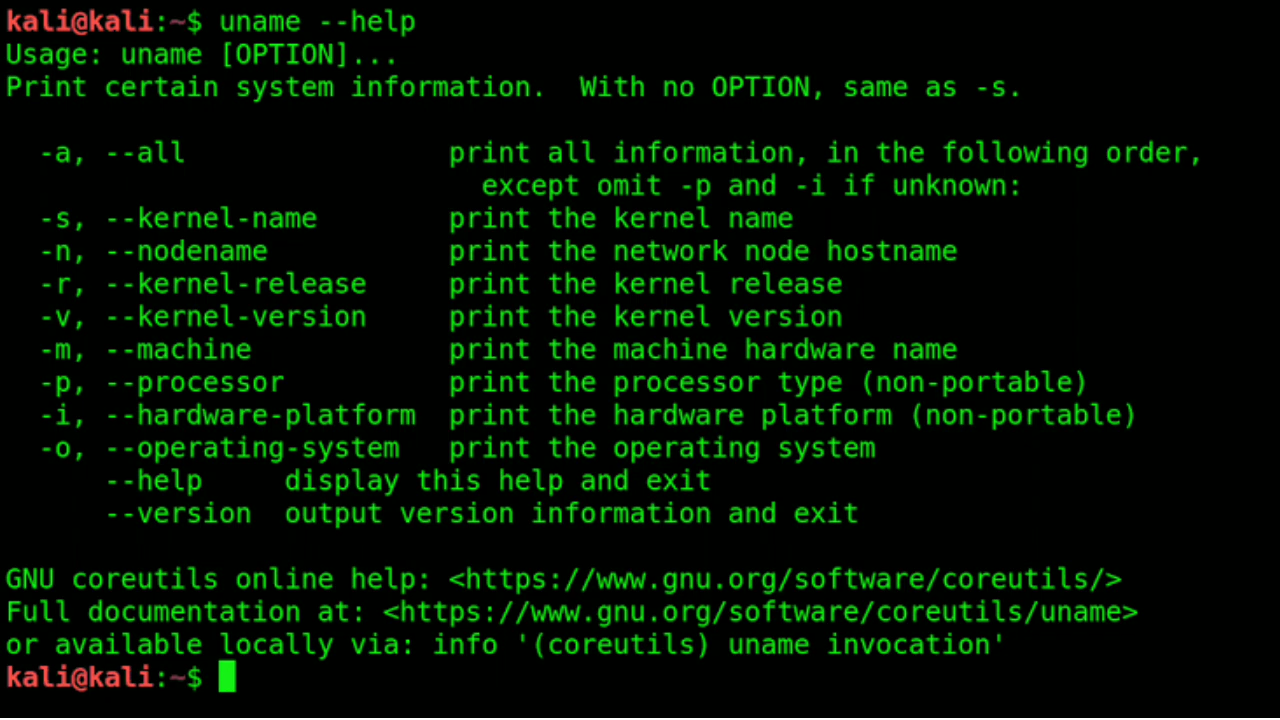 kali@kali:~$ uname --help
Usage: uname [OPTION]...
Print certain system information.  With no OPTION, same as -s.

  -a, --all                print all information, in the following order,
                             except omit -p and -i if unknown:
  -s, --kernel-name        print the kernel name
  -n, --nodename           print the network node hostname
  -r, --kernel-release     print the kernel release
  -v, --kernel-version     print the kernel version
  -m, --machine            print the machine hardware name
  -p, --processor          print the processor type (non-portable)
  -i, --hardware-platform  print the hardware platform (non-portable)
  -o, --operating-system   print the operating system
      --help     display this help and exit
      --version  output version information and exit

GNU coreutils online help: <https://www.gnu.org/software/coreutils/>
Full documentation at: <https://www.gnu.org/software/coreutils/uname>
or available locally via: info '(coreutils) uname invocation'
kali@kali:~$